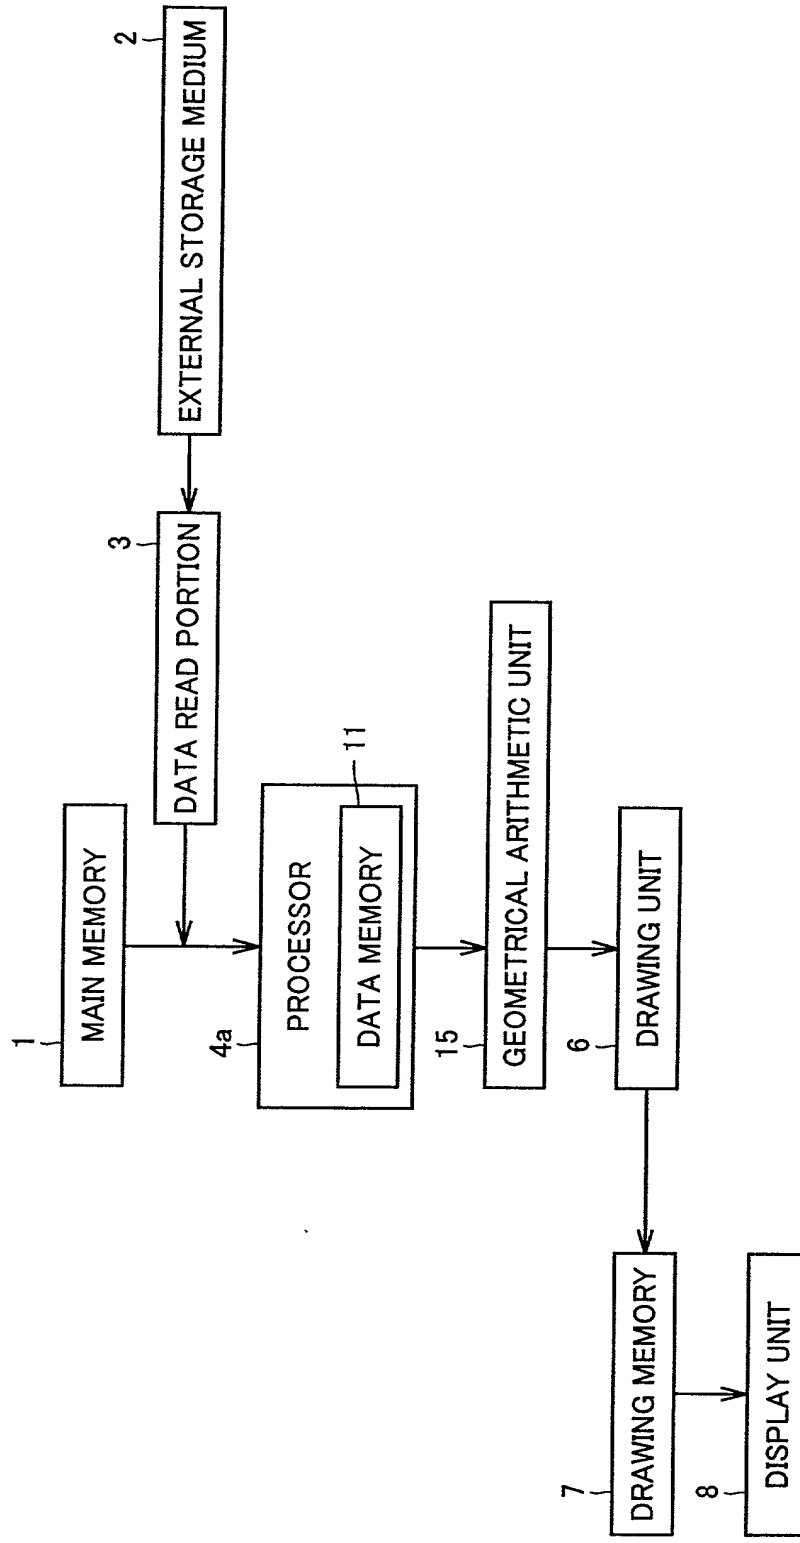 1
MAIN MEMORY
2
EXTERNAL STORAGE MEDIUM
3
DATA READ PORTION
4a
PROCESSOR
11
DATA MEMORY
15
GEOMETRICAL ARITHMETIC UNIT
6
DRAWING UNIT
7
DRAWING MEMORY
8
DISPLAY UNIT